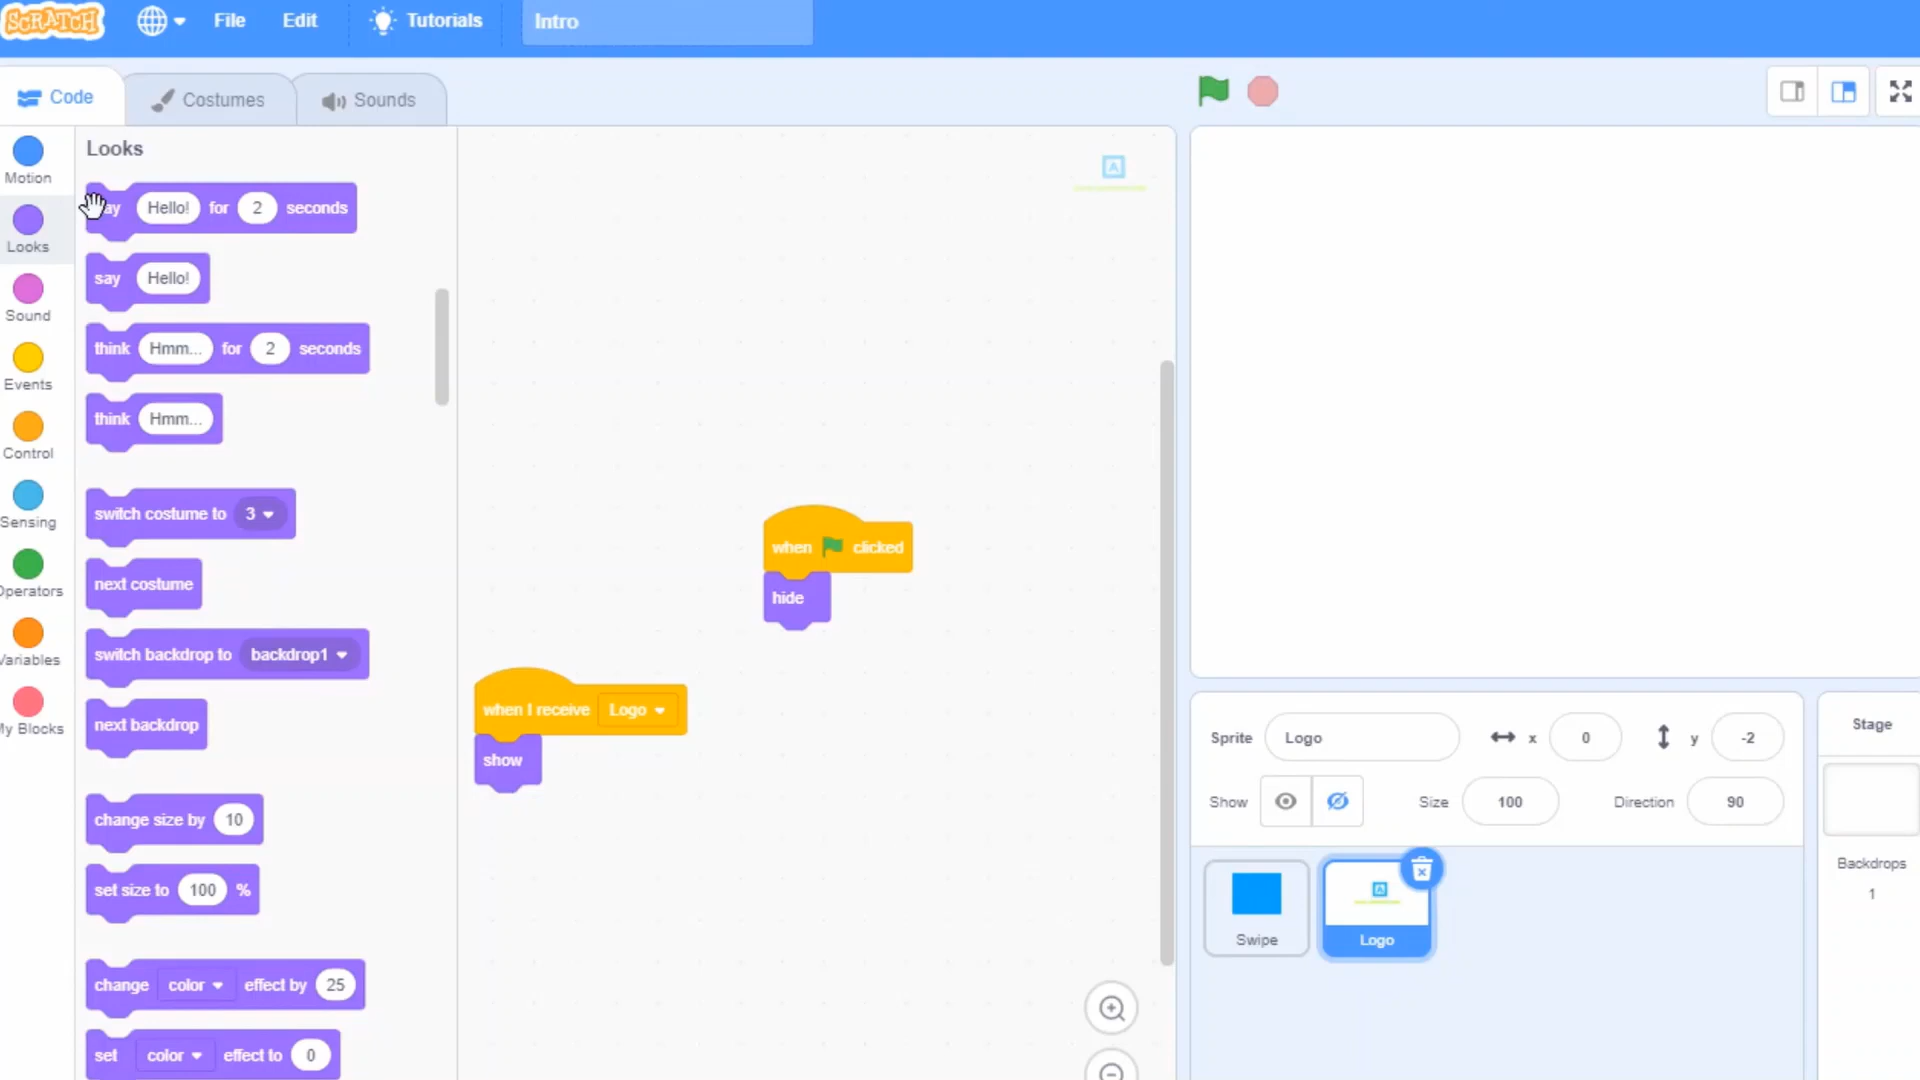 SCRATCH File Edit Tutorials Intro
Code Costumes Sounds
Motion
Looks
Sound
Events
Control
Sensing
Operators
Variables
My Blocks
Looks
say Hello! for 2 seconds
say Hello!
think Hmm... for 2 seconds
think Hmm...
switch costume to 3
next costume
switch backdrop to backdrop1
next backdrop
change size by 10
set size to 100 %
change color effect by 25
set color effect to 0
when clicked
hide
when I receive Logo
show
A
Sprite Logo x 0 y -2
Show Size 100 Direction 90
Swipe
A
Logo
Stage
Backdrops
1